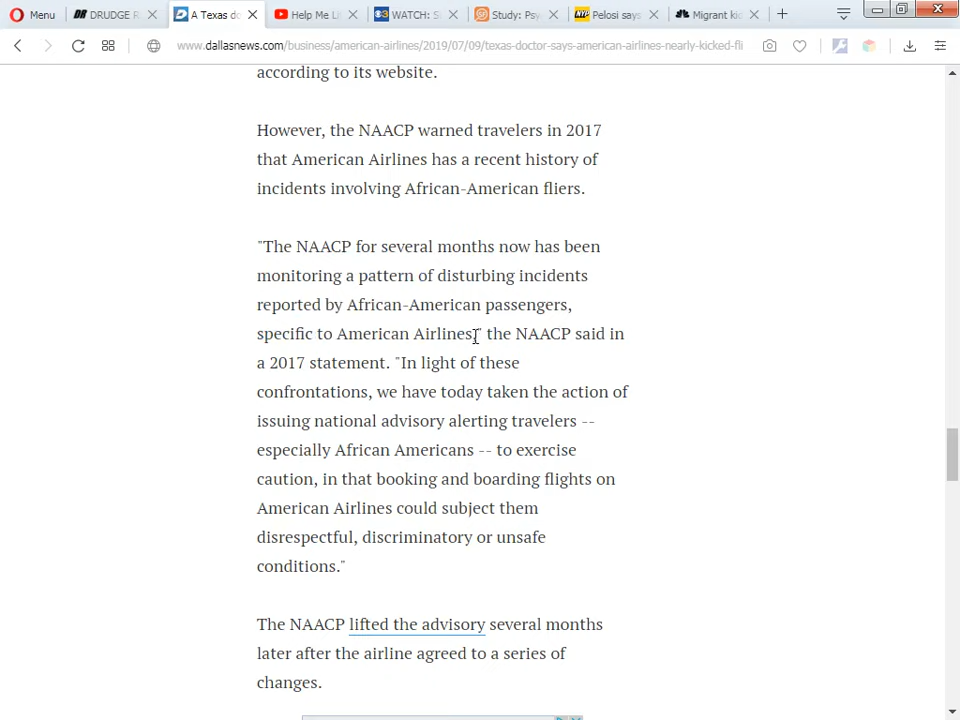 Menu
DRUDGE R
A Texas do
Help Me Li
WATCH: S
Study: Psy
Pelosi says
Migrant kid
www.dallasnews.com/business/american-airlines/2019/07/09/texas-doctor-says-american-airlines-nearly-kicked-fli
according to its website.
However, the NAACP warned travelers in 2017
that American Airlines has a recent history of
incidents involving African-American fliers.
"The NAACP for several months now has been
monitoring a pattern of disturbing incidents
reported by African-American passengers,
specific to American Airlines," the NAACP said in
a 2017 statement. "In light of these
confrontations, we have today taken the action of
issuing national advisory alerting travelers --
especially African Americans -- to exercise
caution, in that booking and boarding flights on
American Airlines could subject them
disrespectful, discriminatory or unsafe
conditions."
The NAACP lifted the advisory several months
later after the airline agreed to a series of
changes.